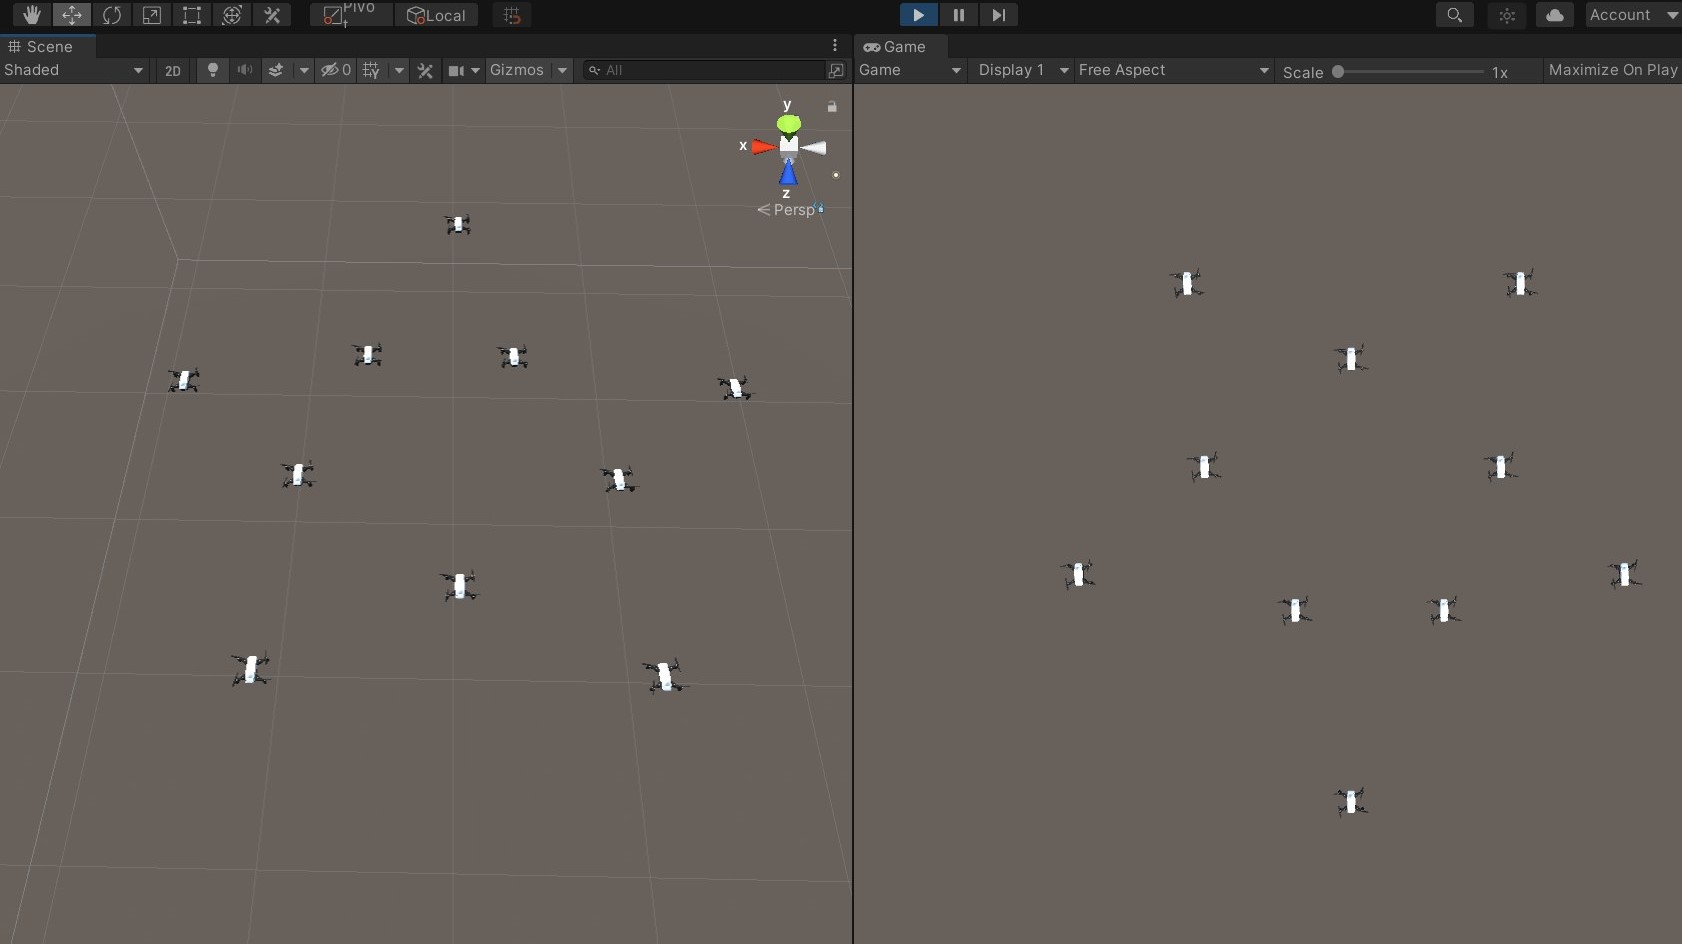 Pivot
Local
Account
Scene
Game
Shaded
2D
0
Gizmos
All
Game
Display 1
Free Aspect
Scale
1x
Maximize On Play
y
x
z
Persp